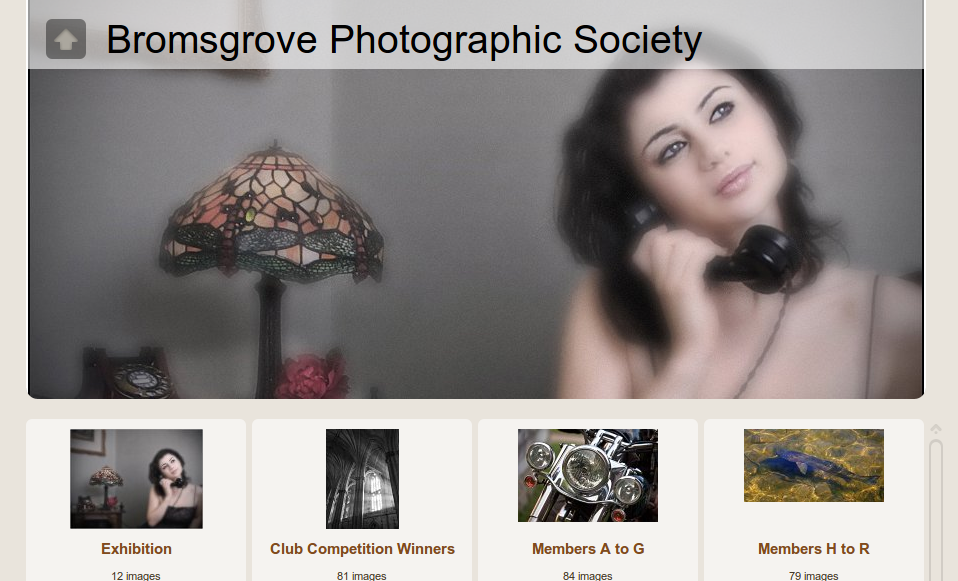 Bromsgrove Photographic Society
Exhibition
Club Competition Winners
Members A to G
Members H to R
12 images
81 images
84 images
79 images